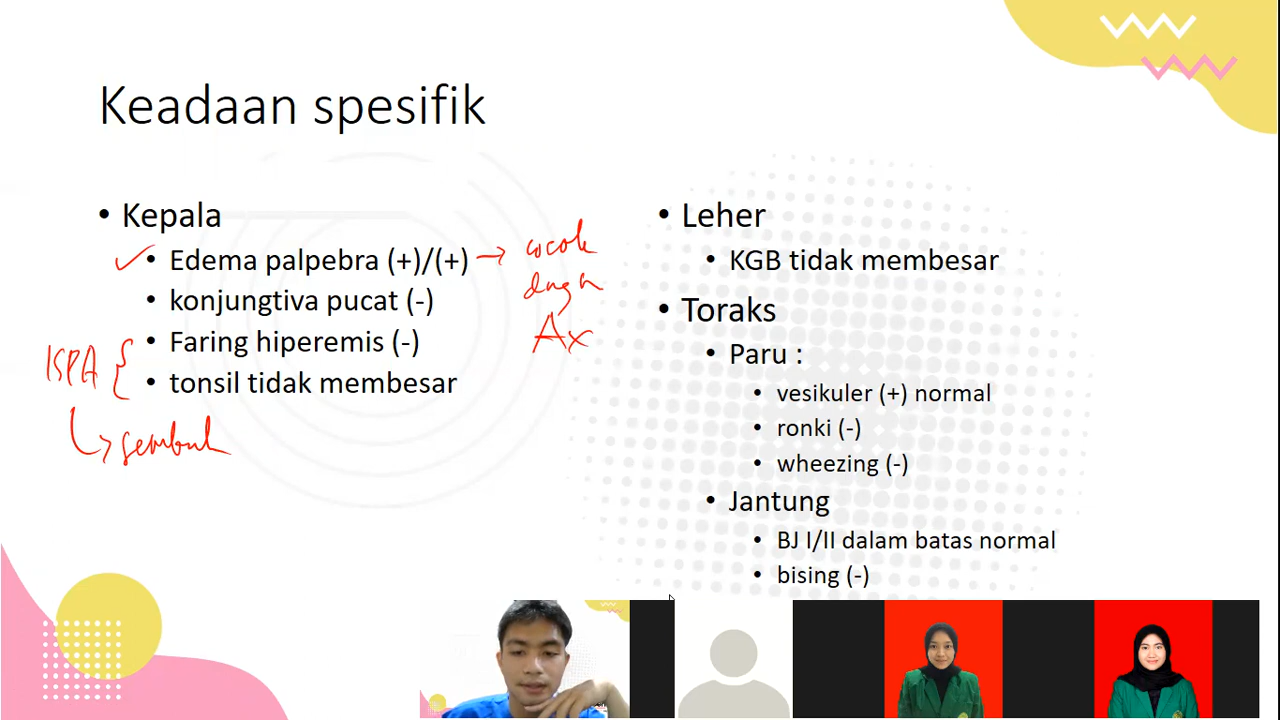 Keadaan spesifik
• Kepala
• Edema palpebra (+)/(+) → cocok
dngn
Ax
• konjungtiva pucat (-)
• Faring hiperemis (-)
• tonsil tidak membesar
ISPA {
↳ sembuh
• Leher
• KGB tidak membesar
• Toraks
• Paru :
• vesikuler (+) normal
• ronki (-)
• wheezing (-)
• Jantung
• BJ I/II dalam batas normal
• bising (-)